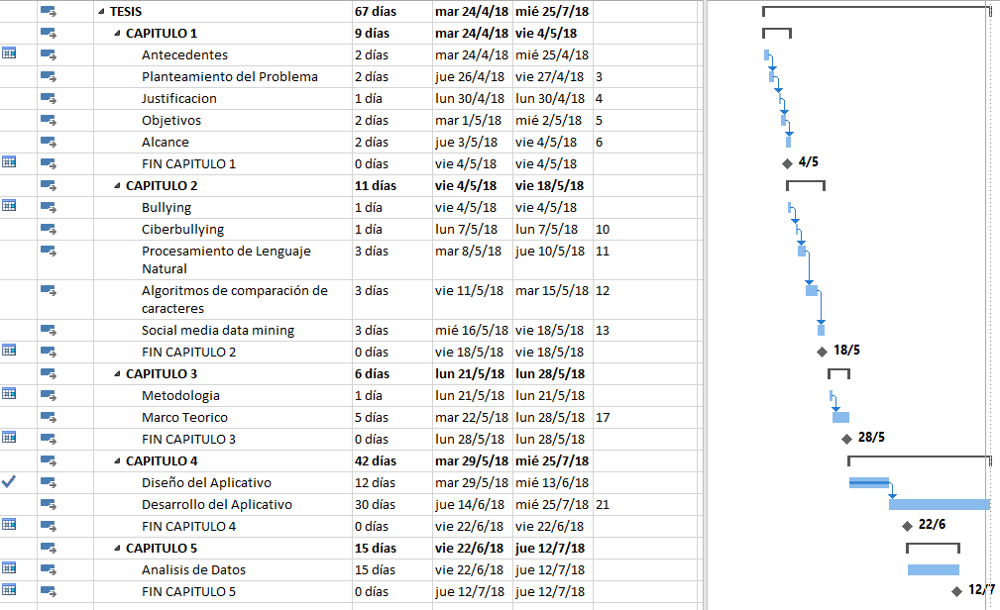 TESIS 67 días mar 24/4/18 mié 25/7/18
CAPITULO 1 9 días mar 24/4/18 vie 4/5/18
Antecedentes 2 días mar 24/4/18 mié 25/4/18
Planteamiento del Problema 2 días jue 26/4/18 vie 27/4/18 3
Justificacion 1 día lun 30/4/18 lun 30/4/18 4
Objetivos 2 días mar 1/5/18 mié 2/5/18 5
Alcance 2 días jue 3/5/18 vie 4/5/18 6
FIN CAPITULO 1 0 días vie 4/5/18 vie 4/5/18 4/5
CAPITULO 2 11 días vie 4/5/18 vie 18/5/18
Bullying 1 día vie 4/5/18 vie 4/5/18
Ciberbullying 1 día lun 7/5/18 lun 7/5/18 10
Procesamiento de Lenguaje 3 días mar 8/5/18 jue 10/5/18 11
Natural
Algoritmos de comparación de 3 días vie 11/5/18 mar 15/5/18 12
caracteres
Social media data mining 3 días mié 16/5/18 vie 18/5/18 13
FIN CAPITULO 2 0 días vie 18/5/18 vie 18/5/18 18/5
CAPITULO 3 6 días lun 21/5/18 lun 28/5/18
Metodologia 1 día lun 21/5/18 lun 21/5/18
Marco Teorico 5 días mar 22/5/18 lun 28/5/18 17
FIN CAPITULO 3 0 días lun 28/5/18 lun 28/5/18 28/5
CAPITULO 4 42 días mar 29/5/18 mié 25/7/18
Diseño del Aplicativo 12 días mar 29/5/18 mié 13/6/18
Desarrollo del Aplicativo 30 días jue 14/6/18 mié 25/7/18 21
FIN CAPITULO 4 0 días vie 22/6/18 vie 22/6/18 22/6
CAPITULO 5 15 días vie 22/6/18 jue 12/7/18
Analisis de Datos 15 días vie 22/6/18 jue 12/7/18
FIN CAPITULO 5 0 días jue 12/7/18 jue 12/7/18 12/7